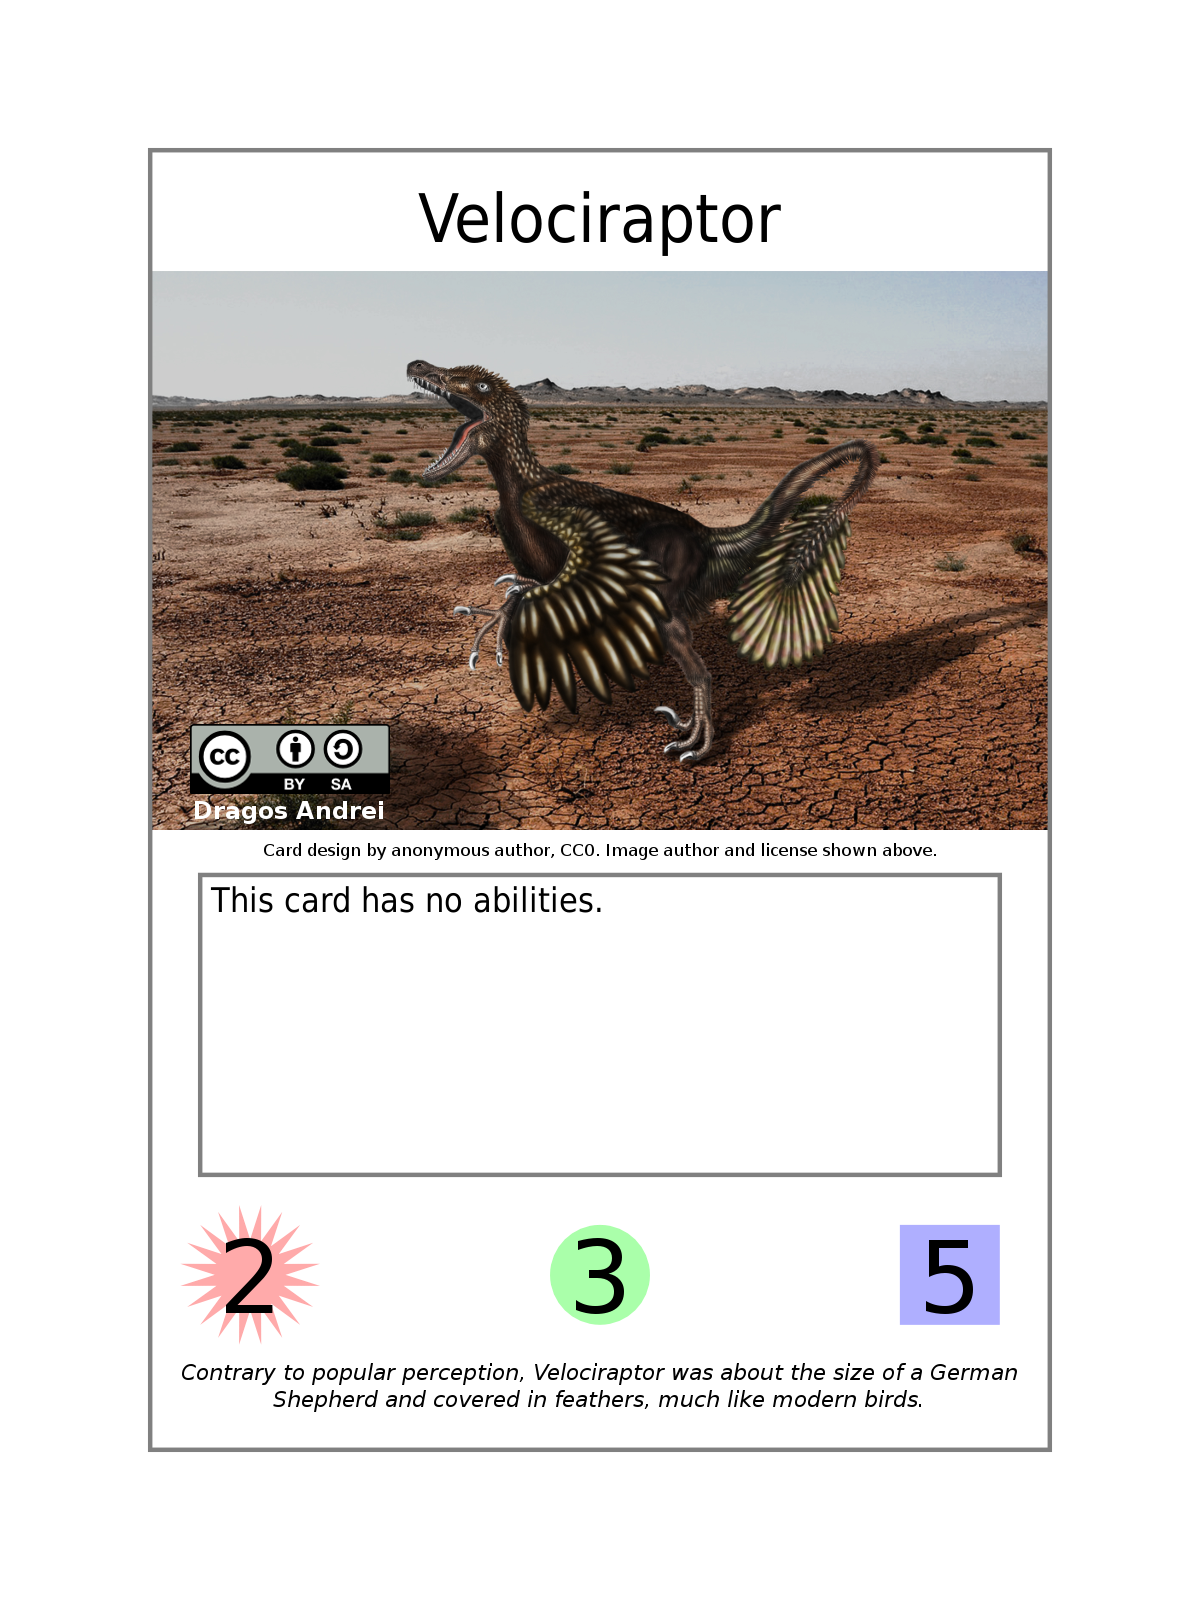 Velociraptor
cc
BY SA
Dragos Andrei
Card design by anonymous author, CC0. Image author and license shown above.
This card has no abilities.
2 3 5
Contrary to popular perception, Velociraptor was about the size of a German
Shepherd and covered in feathers, much like modern birds.